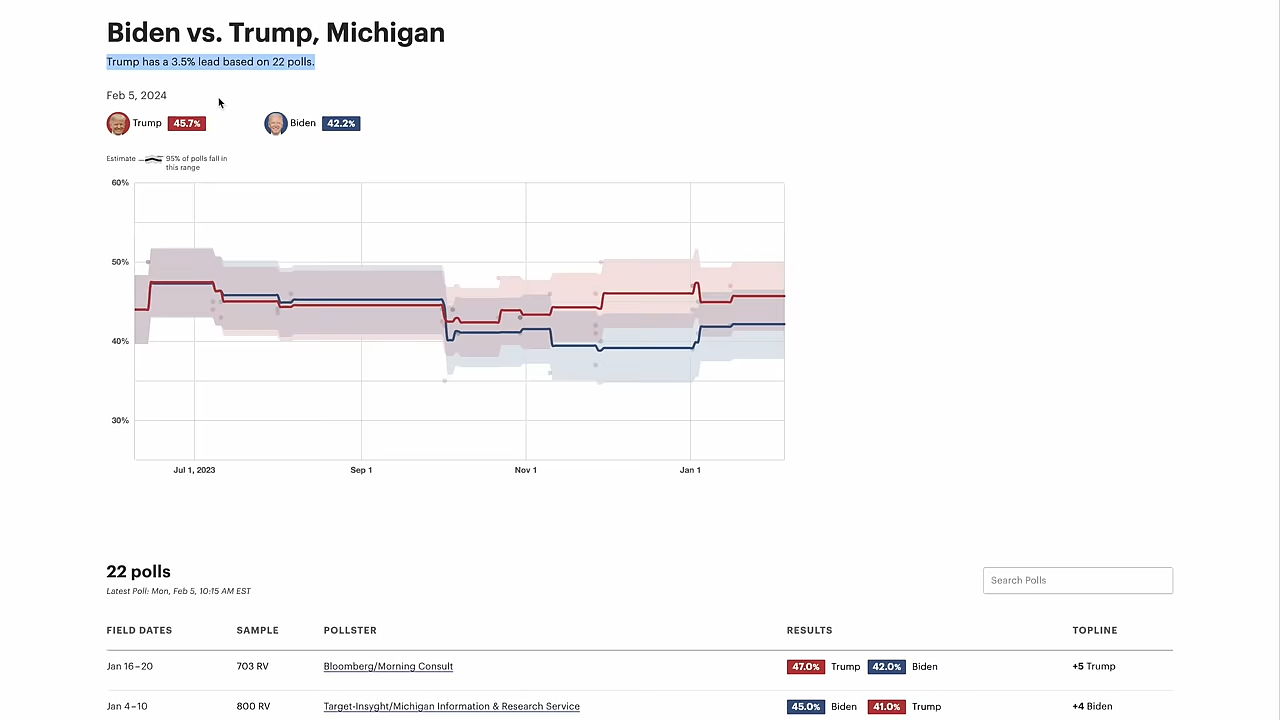 Biden vs. Trump, Michigan
Trump has a 3.5% lead based on 22 polls.
Feb 5, 2024
Trump 45.7% Biden 42.2%
Estimate 95% of polls fall in
this range
60%
50%
40%
30%
Jul 1, 2023 Sep 1 Nov 1 Jan 1
22 polls
Latest Poll: Mon, Feb 5, 10:15 AM EST
Search Polls
FIELD DATES SAMPLE POLLSTER RESULTS TOPLINE
Jan 16–20 703 RV Bloomberg/Morning Consult 47.0% Trump 42.0% Biden +5 Trump
Jan 4–10 800 RV Target-Insyght/Michigan Information & Research Service 45.0% Biden 41.0% Trump +4 Biden